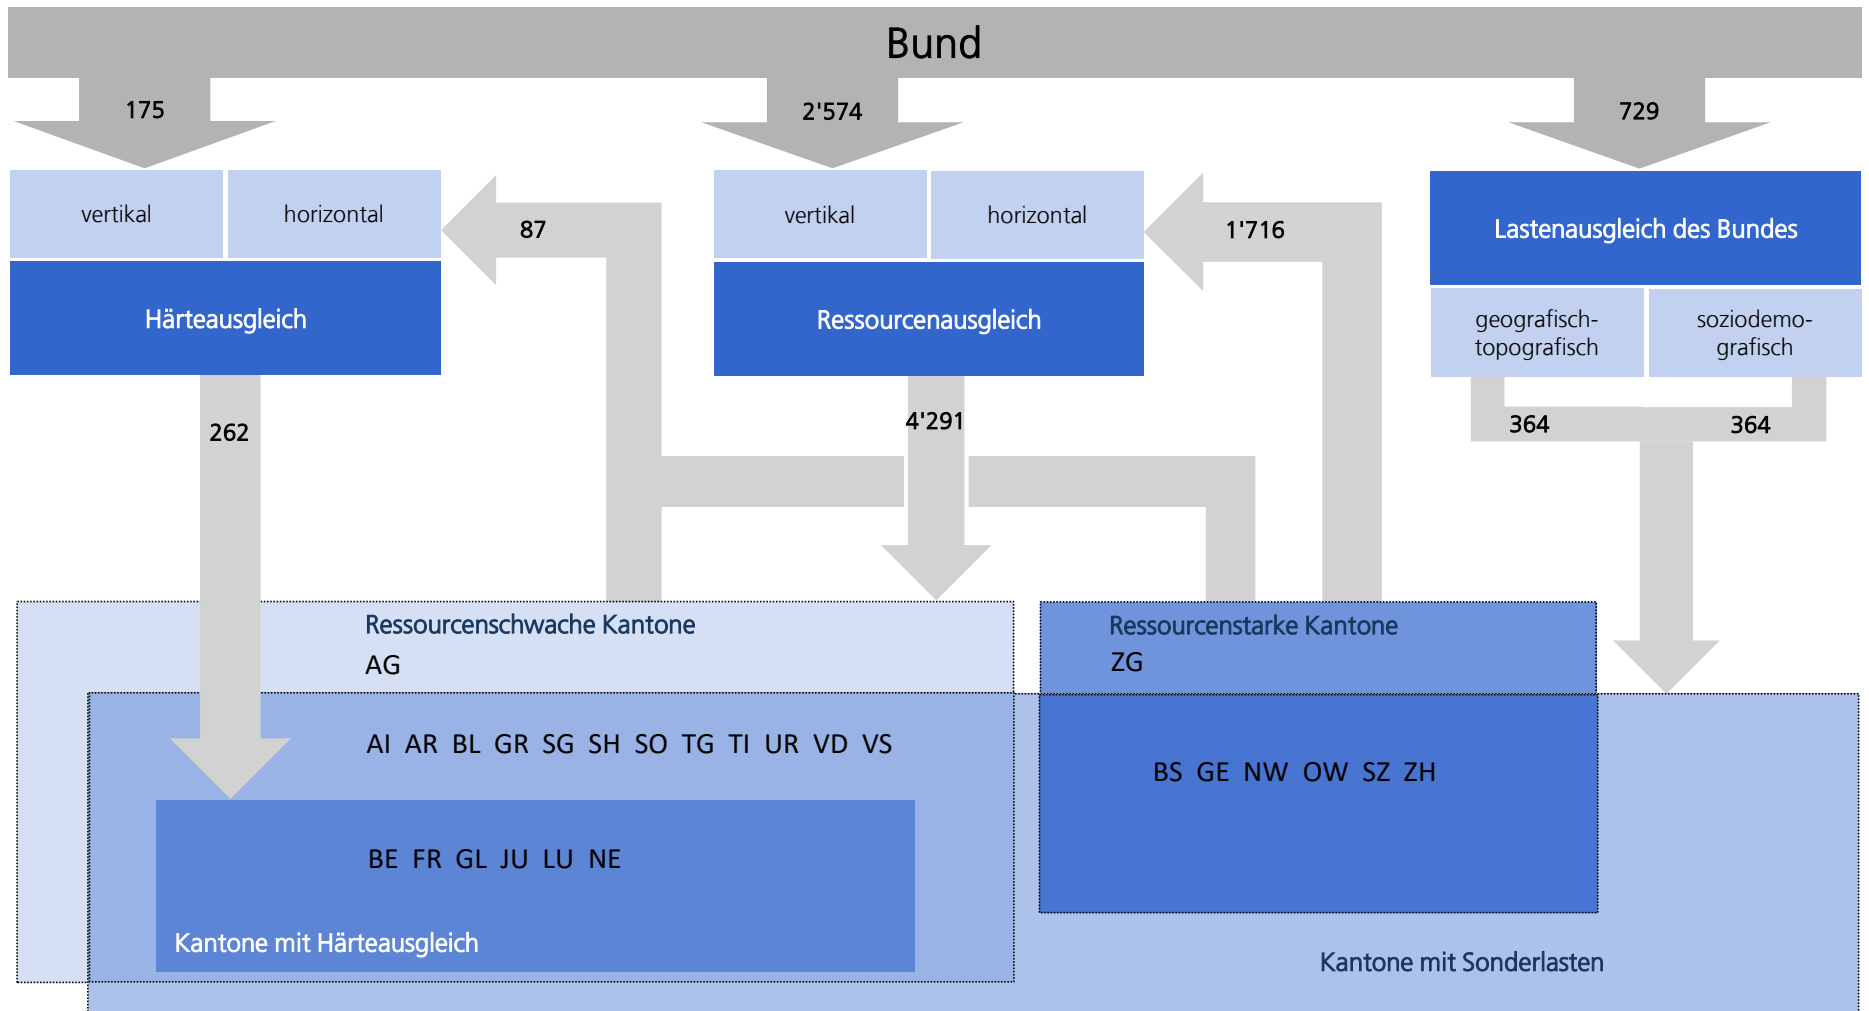 Bund
175
2'574
729
vertikal
horizontal
87
vertikal
horizontal
1'716
Lastenausgleich des Bundes
Härteausgleich
Ressourcenausgleich
geografisch-
topografisch
soziodemo-
grafisch
262
4'291
364
364
Ressourcenschwache Kantone
AG
Ressourcenstarke Kantone
ZG
AI AR BL GR SG SH SO TG TI UR VD VS
BS GE NW OW SZ ZH
BE FR GL JU LU NE
Kantone mit Härteausgleich
Kantone mit Sonderlasten